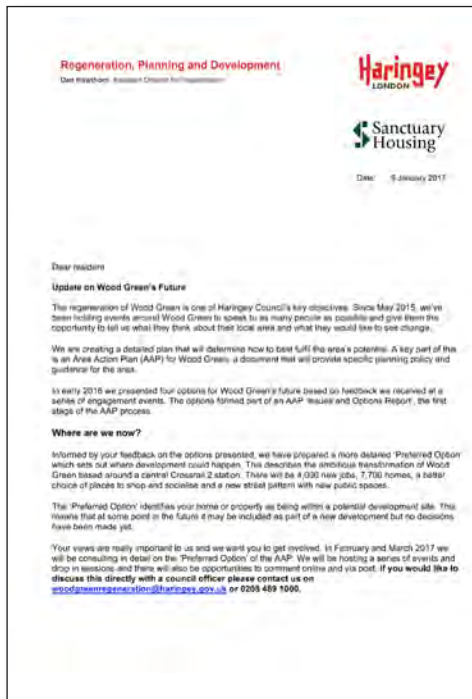 Regeneration, Planning and Development
Dan Hawthorn Assistant Director for Regeneration
Haringey
LONDON
Sanctuary
Housing
Date: 6 January 2017
Dear resident
Update on Wood Green's Future
The regeneration of Wood Green is one of Haringey Council's key objectives. Since May 2015, we've
been holding events around Wood Green to speak to as many people as possible and give them the
opportunity to tell us what they think about their local area and what they would like to see change.
We are creating a detailed plan that will determine how to best fulfil the area's potential. A key part of this
is an Area Action Plan (AAP) for Wood Green, a document that will provide specific planning policy and
guidance for the area.
In early 2016 we presented four options for Wood Green's future based on feedback we received at a
series of engagement events. The options formed part of an AAP 'Issues and Options Report', the first
stage of the AAP process.
Where are we now?
Informed by your feedback on the options presented, we have prepared a more detailed 'Preferred Option'
which sets out where development could happen. This describes the ambitious transformation of Wood
Green based around a central Crossrail 2 station. There will be 4,000 new jobs, 7,700 homes, a better
choice of places to shop and socialise and a new street pattern with new public spaces.
The 'Preferred Option' identifies your home or property as being within a potential development site. This
means that at some point in the future it may be included as part of a new development but no decisions
have been made yet.
Your views are really important to us and we want you to get involved. In February and March 2017 we
will be consulting in detail on the 'Preferred Option' of the AAP. We will be hosting a series of events and
drop in sessions and there will also be opportunities to comment online and via post. If you would like to
discuss this directly with a council officer please contact us on
woodgreenregeneration@haringey.gov.uk or 0208 489 1000.